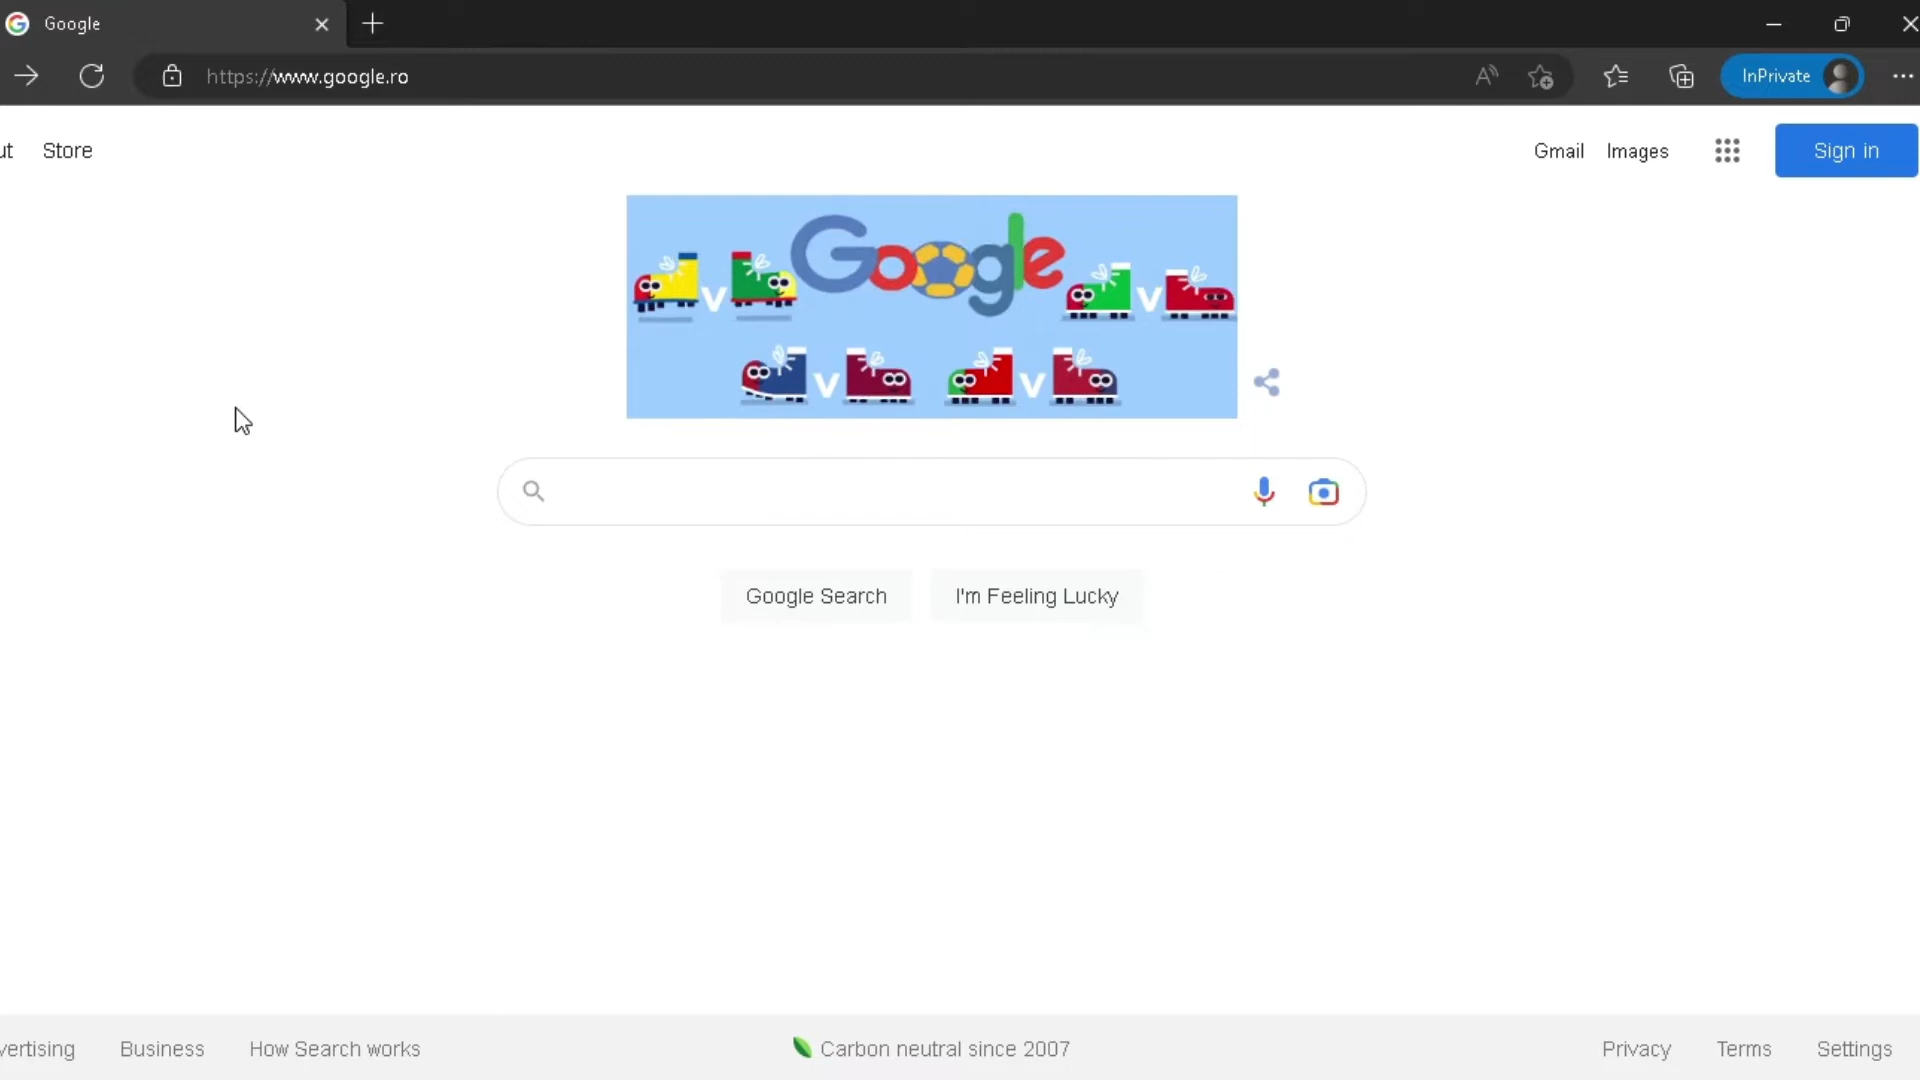 Google
https://www.google.ro
InPrivate
ut Store
Gmail Images
Sign in
Google
v v
v v
Google Search I'm Feeling Lucky
vertising Business How Search works
Carbon neutral since 2007
Privacy Terms Settings